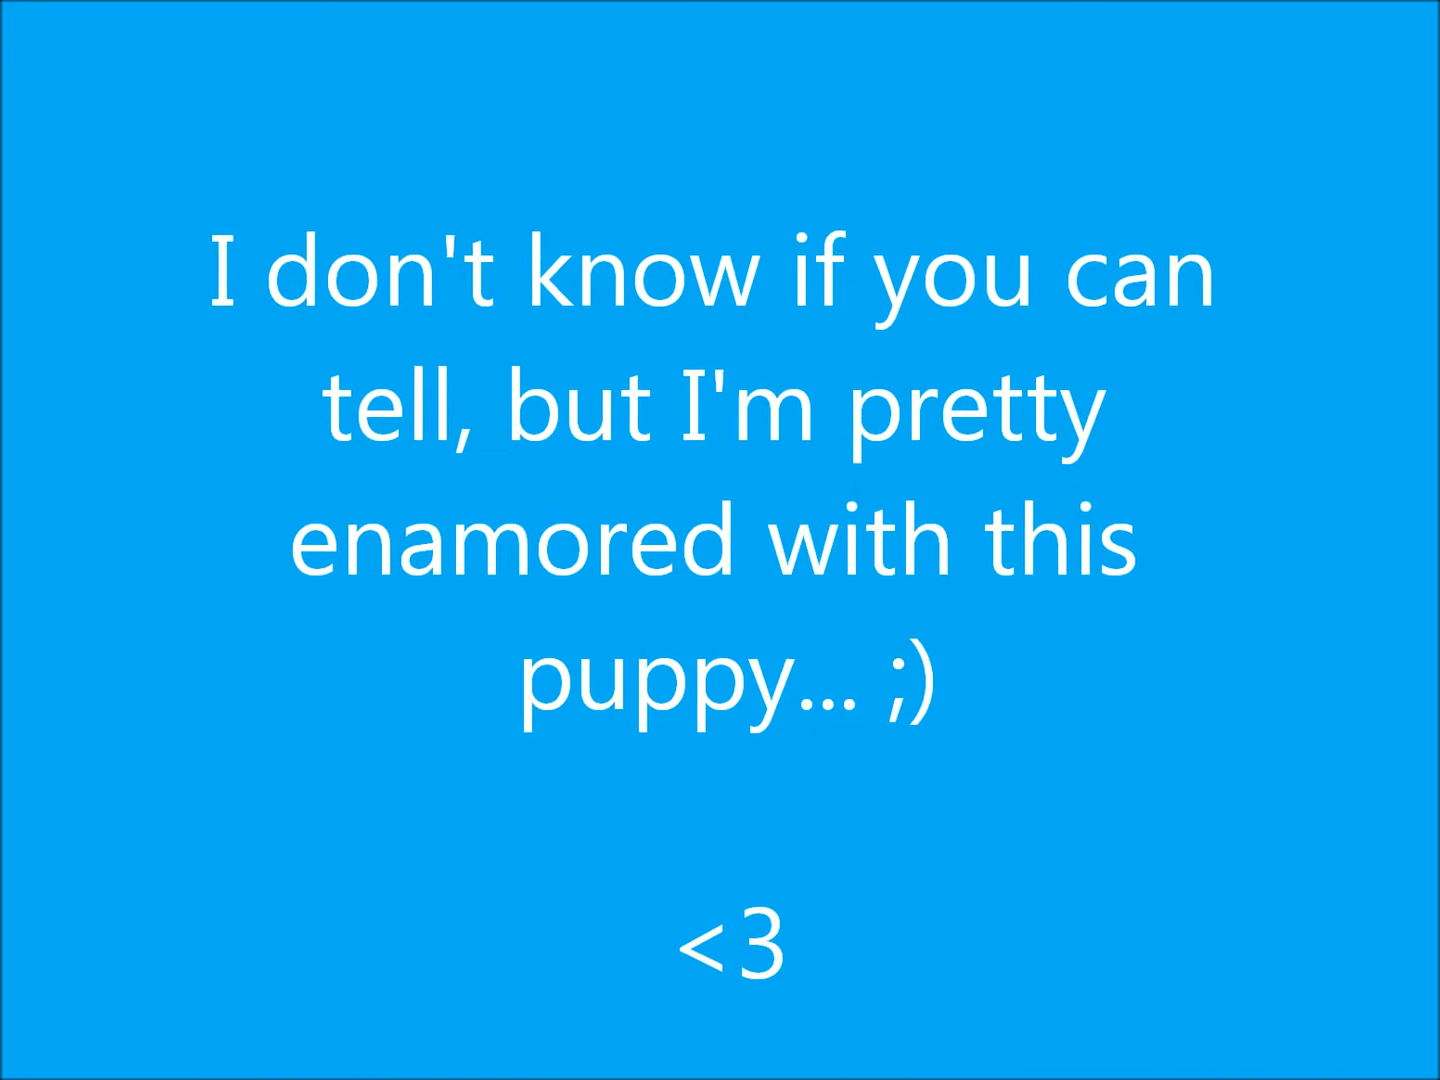 I don't know if you can
tell, but I'm pretty
enamored with this
puppy... ;)
<3